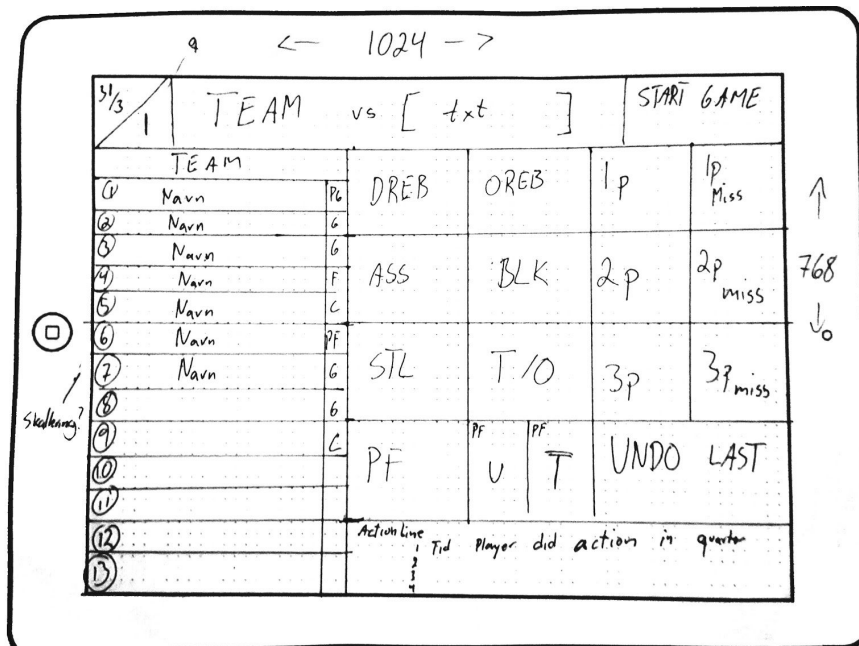 9 <- 1024 ->
31/3 1 TEAM vs [ txt ] START GAME
TEAM
1 Navn PG
2 Navn G
3 Navn G
4 Navn F
5 Navn C
6 Navn PF
7 Navn G
8 G
9 C
10
11
12
13
DREB OREB 1p 1p Miss
ASS BLK 2p 2p miss
STL T/O 3p 3p miss
PF PF U PF T UNDO LAST
Action Line
1 Tid Player did action in quarter
2
3
4
768
Skallering?